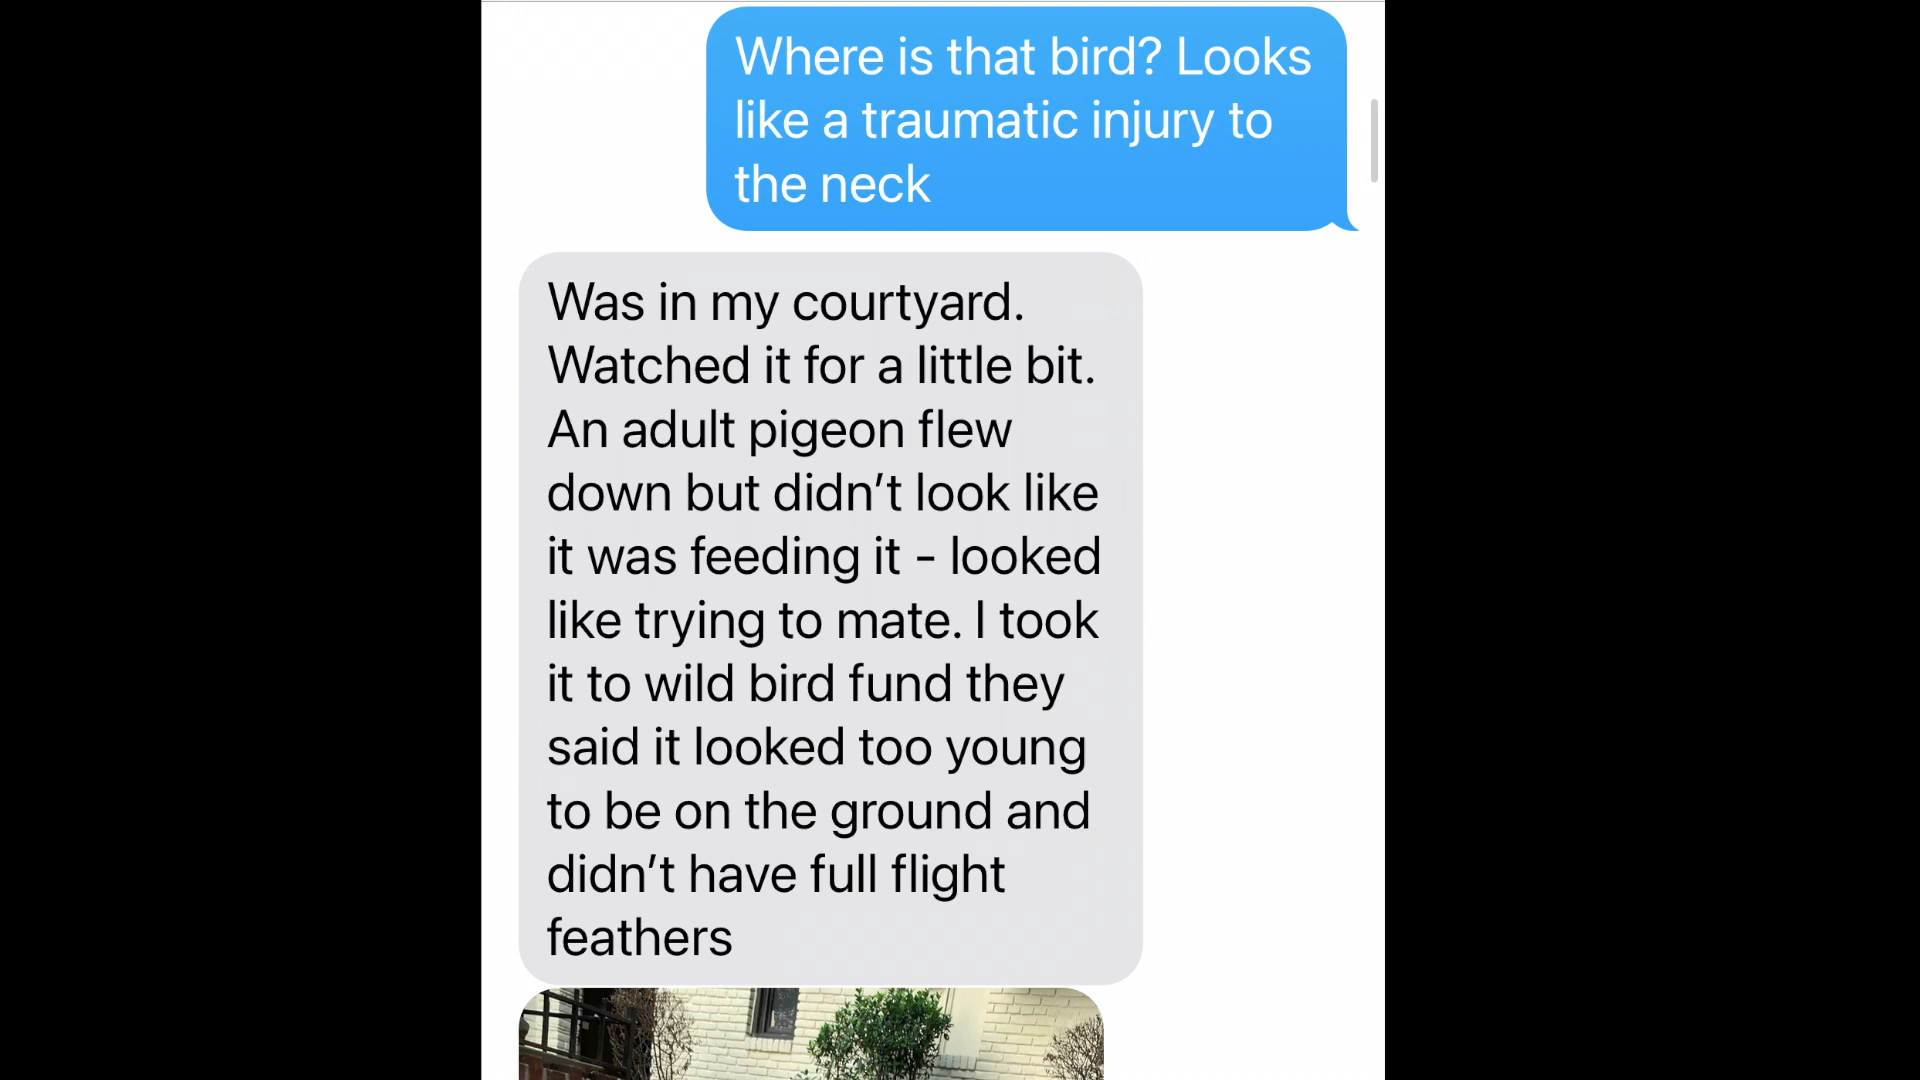 Where is that bird? Looks
like a traumatic injury to
the neck
Was in my courtyard.
Watched it for a little bit.
An adult pigeon flew
down but didn’t look like
it was feeding it - looked
like trying to mate. I took
it to wild bird fund they
said it looked too young
to be on the ground and
didn’t have full flight
feathers